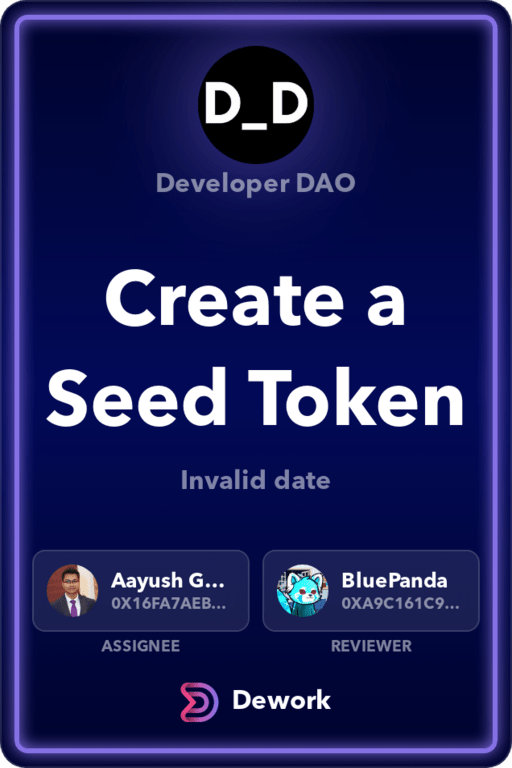 D_D
Developer DAO
Create a
Seed Token
Invalid date
Aayush G...
0X16FA7AEB...
ASSIGNEE
BluePanda
0XA9C161C9...
REVIEWER
Dework